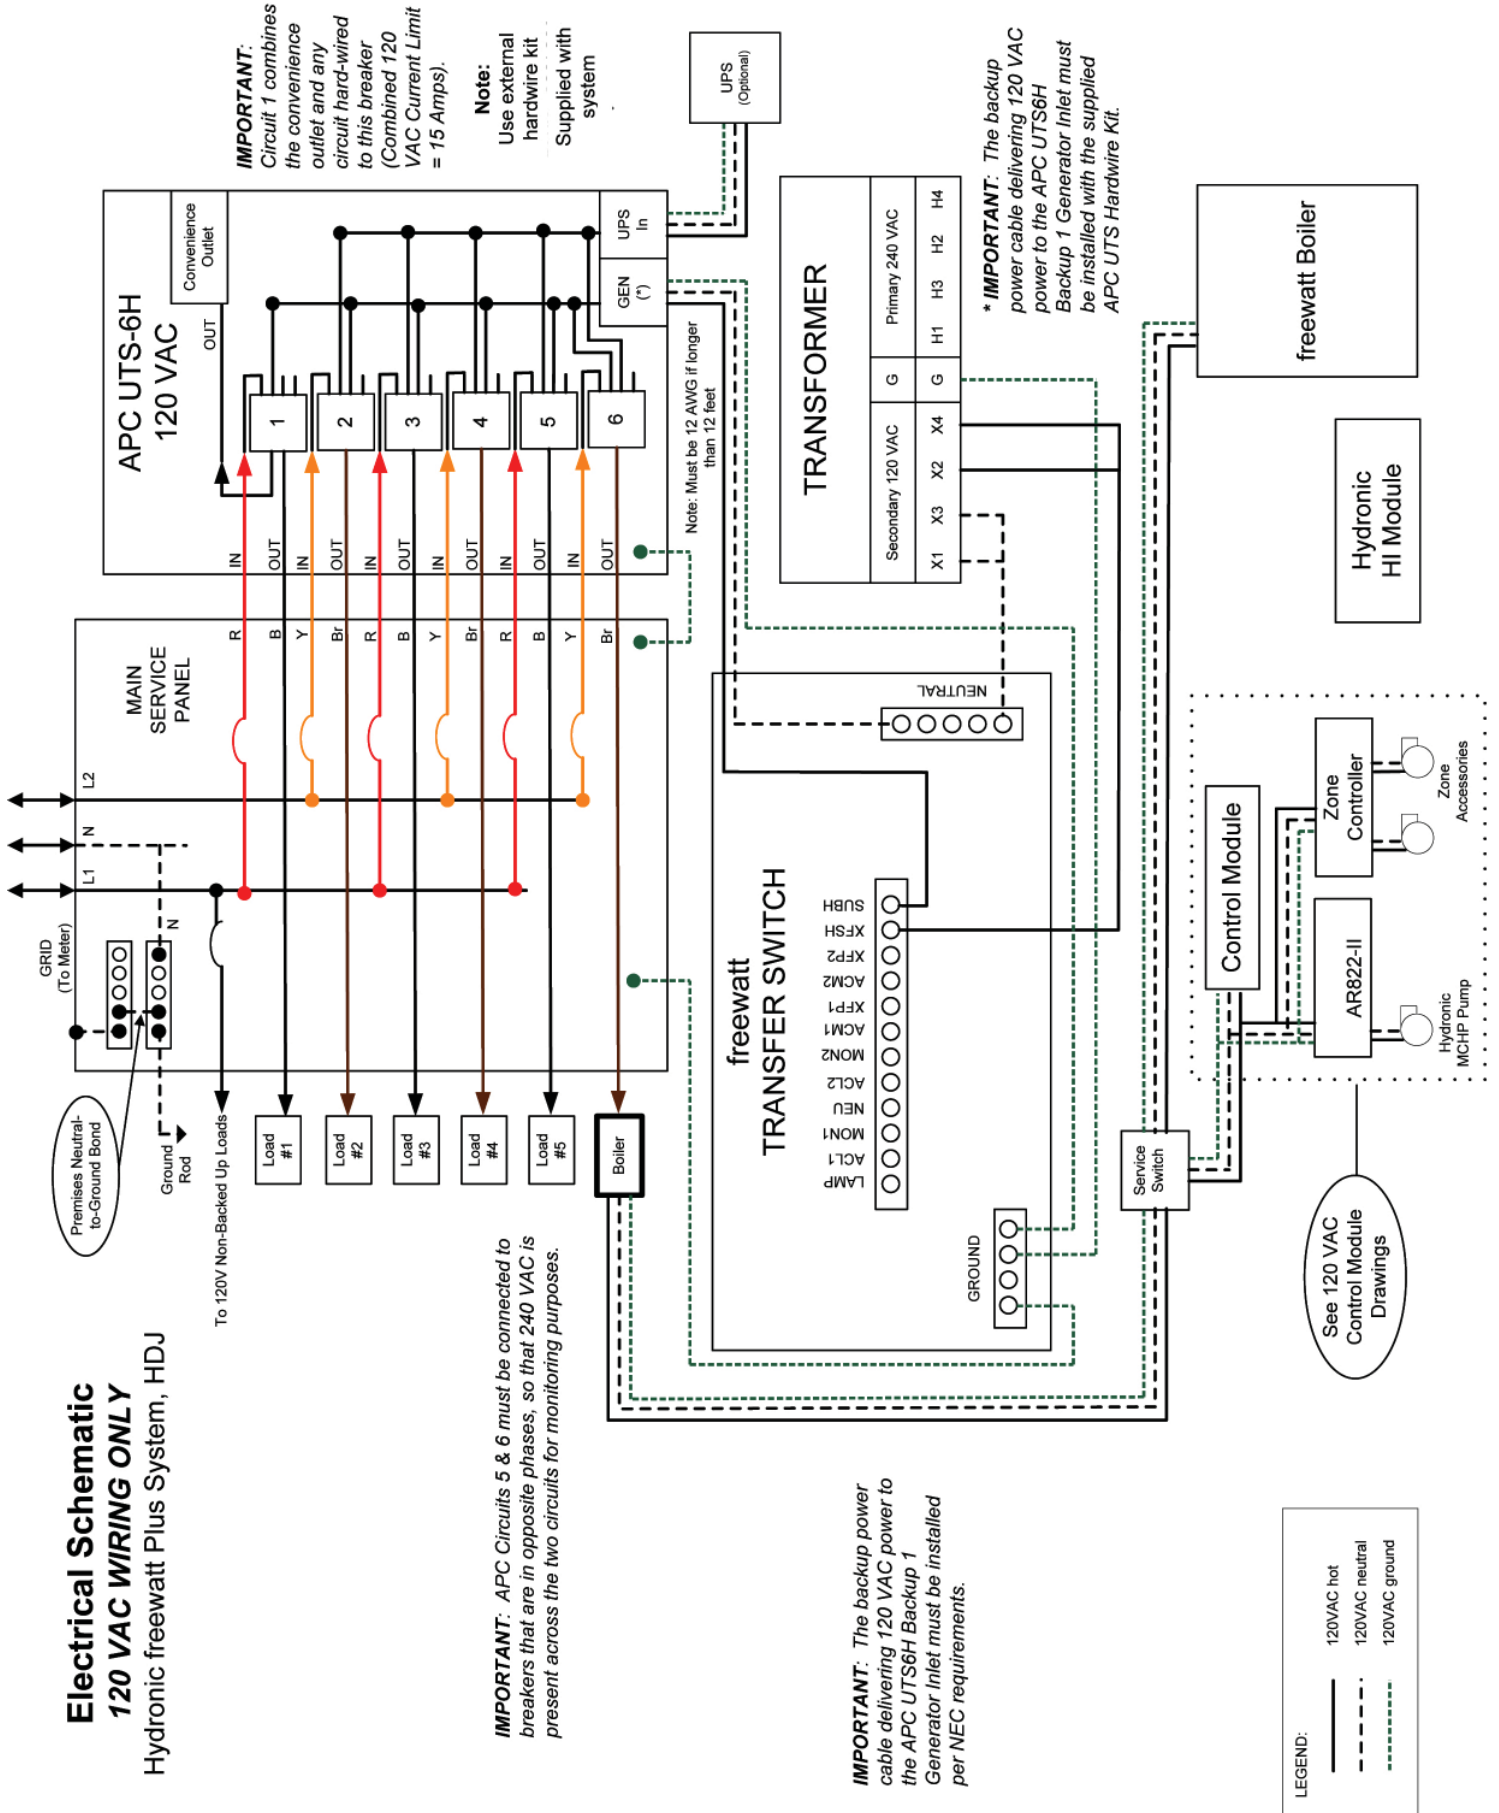 Electrical Schematic
120 VAC WIRING ONLY
Hydronic freewatt Plus System, HDJ
Premises Neutral-
to-Ground Bond
GRID
(To Meter)
L1
N
L2
N
Ground
Rod
MAIN
SERVICE
PANEL
To 120V Non-Backed Up Loads
Load
#1
Load
#2
Load
#3
Load
#4
Load
#5
Boiler
R
B
Y
Br
R
B
Y
Br
R
B
Y
Br
APC UTS-6H
120 VAC
IN
OUT
IN
OUT
IN
OUT
IN
OUT
IN
OUT
IN
OUT
OUT
Convenience
Outlet
1
2
3
4
5
6
GEN
(*)
UPS
In
IMPORTANT:
Circuit 1 combines
the convenience
outlet and any
circuit hard-wired
to this breaker
(Combined 120
VAC Current Limit
= 15 Amps).
Note:
Use external
hardwire kit
Supplied with
system
UPS
(Optional)
Note: Must be 12 AWG if longer
than 12 feet
IMPORTANT: APC Circuits 5 & 6 must be connected to
breakers that are in opposite phases, so that 240 VAC is
present across the two circuits for monitoring purposes.
freewatt
TRANSFER SWITCH
LAMP
ACL1
MON1
NEU
ACL2
MON2
ACM1
XFP1
ACM2
XFP2
XFSH
SUBH
NEUTRAL
GROUND
TRANSFORMER
Secondary 120 VAC
G
Primary 240 VAC
X1
X3
X2
X4
G
H1
H3
H2
H4
* IMPORTANT: The backup
power cable delivering 120 VAC
power to the APC UTS6H
Backup 1 Generator Inlet must
be installed with the supplied
APC UTS Hardwire Kit.
IMPORTANT: The backup power
cable delivering 120 VAC power to
the APC UTS6H Backup 1
Generator Inlet must be installed
per NEC requirements.
Service
Switch
Control Module
AR822-II
Zone
Controller
Hydronic
MCHP Pump
Zone
Accessories
freewatt Boiler
Hydronic
HI Module
See 120 VAC
Control Module
Drawings
LEGEND:
120VAC hot
120VAC neutral
120VAC ground